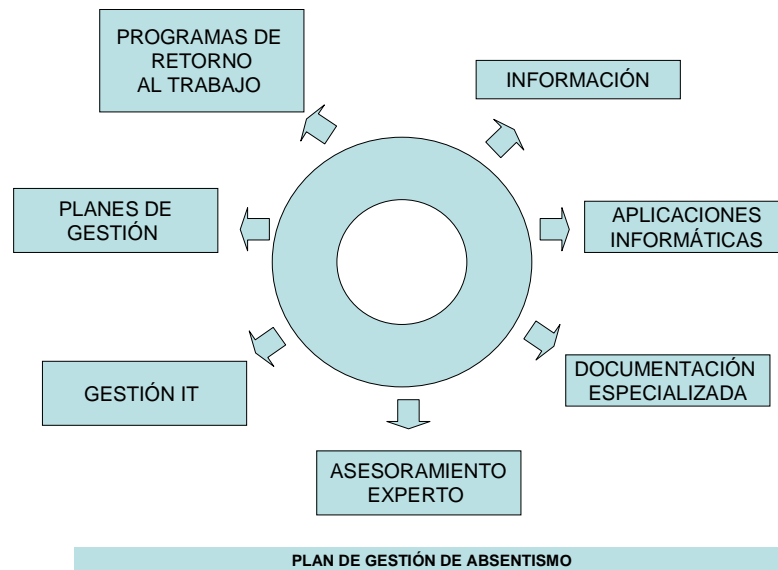 PROGRAMAS DE
RETORNO
AL TRABAJO
INFORMACIÓN
PLANES DE
GESTIÓN
APLICACIONES
INFORMÁTICAS
GESTIÓN IT
DOCUMENTACIÓN
ESPECIALIZADA
ASESORAMIENTO
EXPERTO
PLAN DE GESTIÓN DE ABSENTISMO